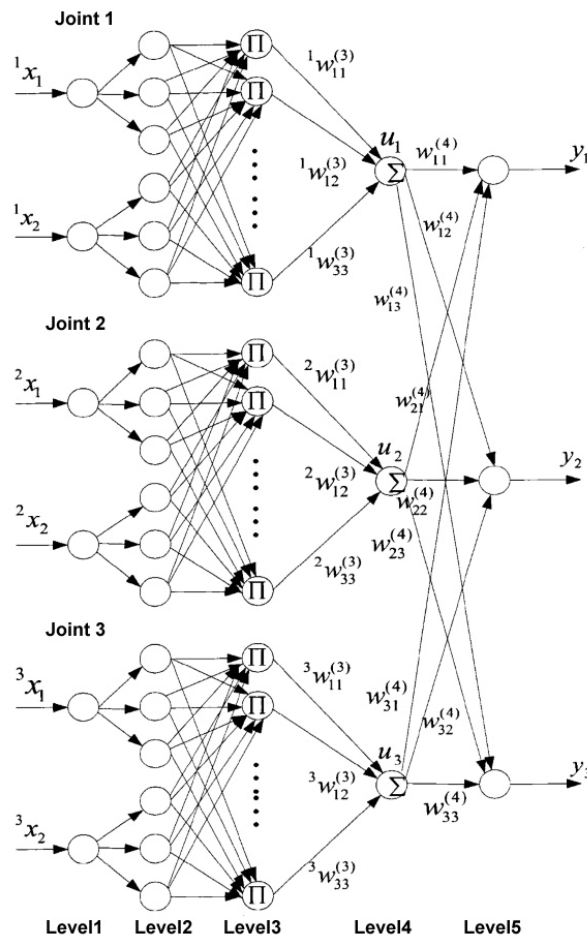 Joint 1
Π
¹x₁
¹w₁₁⁽³⁾
Π
u₁
w₁₁⁽⁴⁾
y₁
Σ
¹w₁₂⁽³⁾
w₁₂⁽⁴⁾
¹x₂
¹w₃₃⁽³⁾
Π
w₁₃⁽⁴⁾
Joint 2
Π
²x₁
²w₁₁⁽³⁾
Π
w₂₁⁽⁴⁾
u₂
y₂
Σ
²w₁₂⁽³⁾
w₂₂⁽⁴⁾
²x₂
w₂₃⁽⁴⁾
²w₃₃⁽³⁾
Π
Joint 3
Π
³x₁
³w₁₁⁽³⁾
w₃₁⁽⁴⁾
Π
w₃₂⁽⁴⁾
u₃
y₃
Σ
³w₁₂⁽³⁾
w₃₃⁽⁴⁾
³x₂
³w₃₃⁽³⁾
Π
Level1 Level2 Level3 Level4 Level5